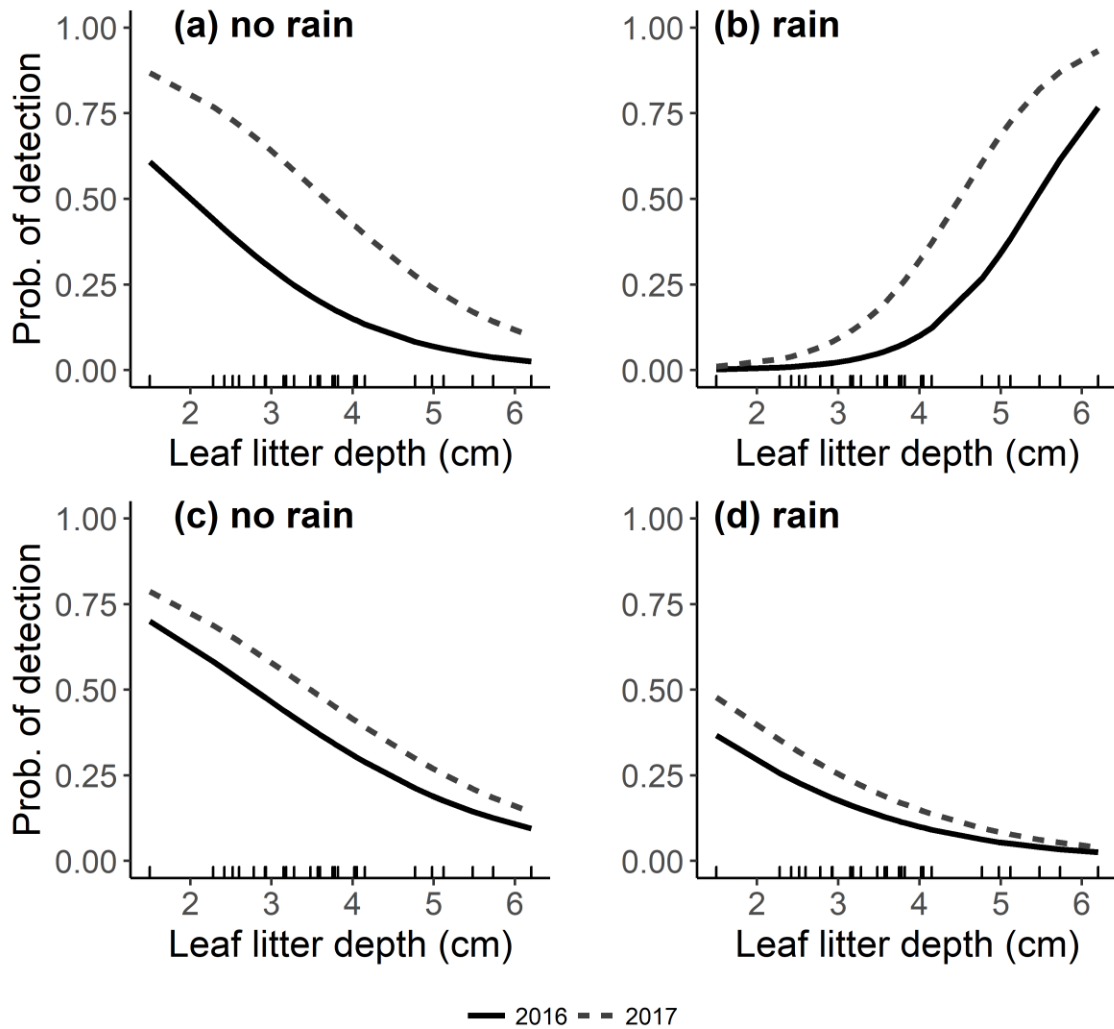 (a) no rain
Prob. of detection
1.00
0.75
0.50
0.25
0.00
2 3 4 5 6
Leaf litter depth (cm)
(b) rain
1.00
0.75
0.50
0.25
0.00
2 3 4 5 6
Leaf litter depth (cm)
(c) no rain
Prob. of detection
1.00
0.75
0.50
0.25
0.00
2 3 4 5 6
Leaf litter depth (cm)
(d) rain
1.00
0.75
0.50
0.25
0.00
2 3 4 5 6
Leaf litter depth (cm)
2016 2017